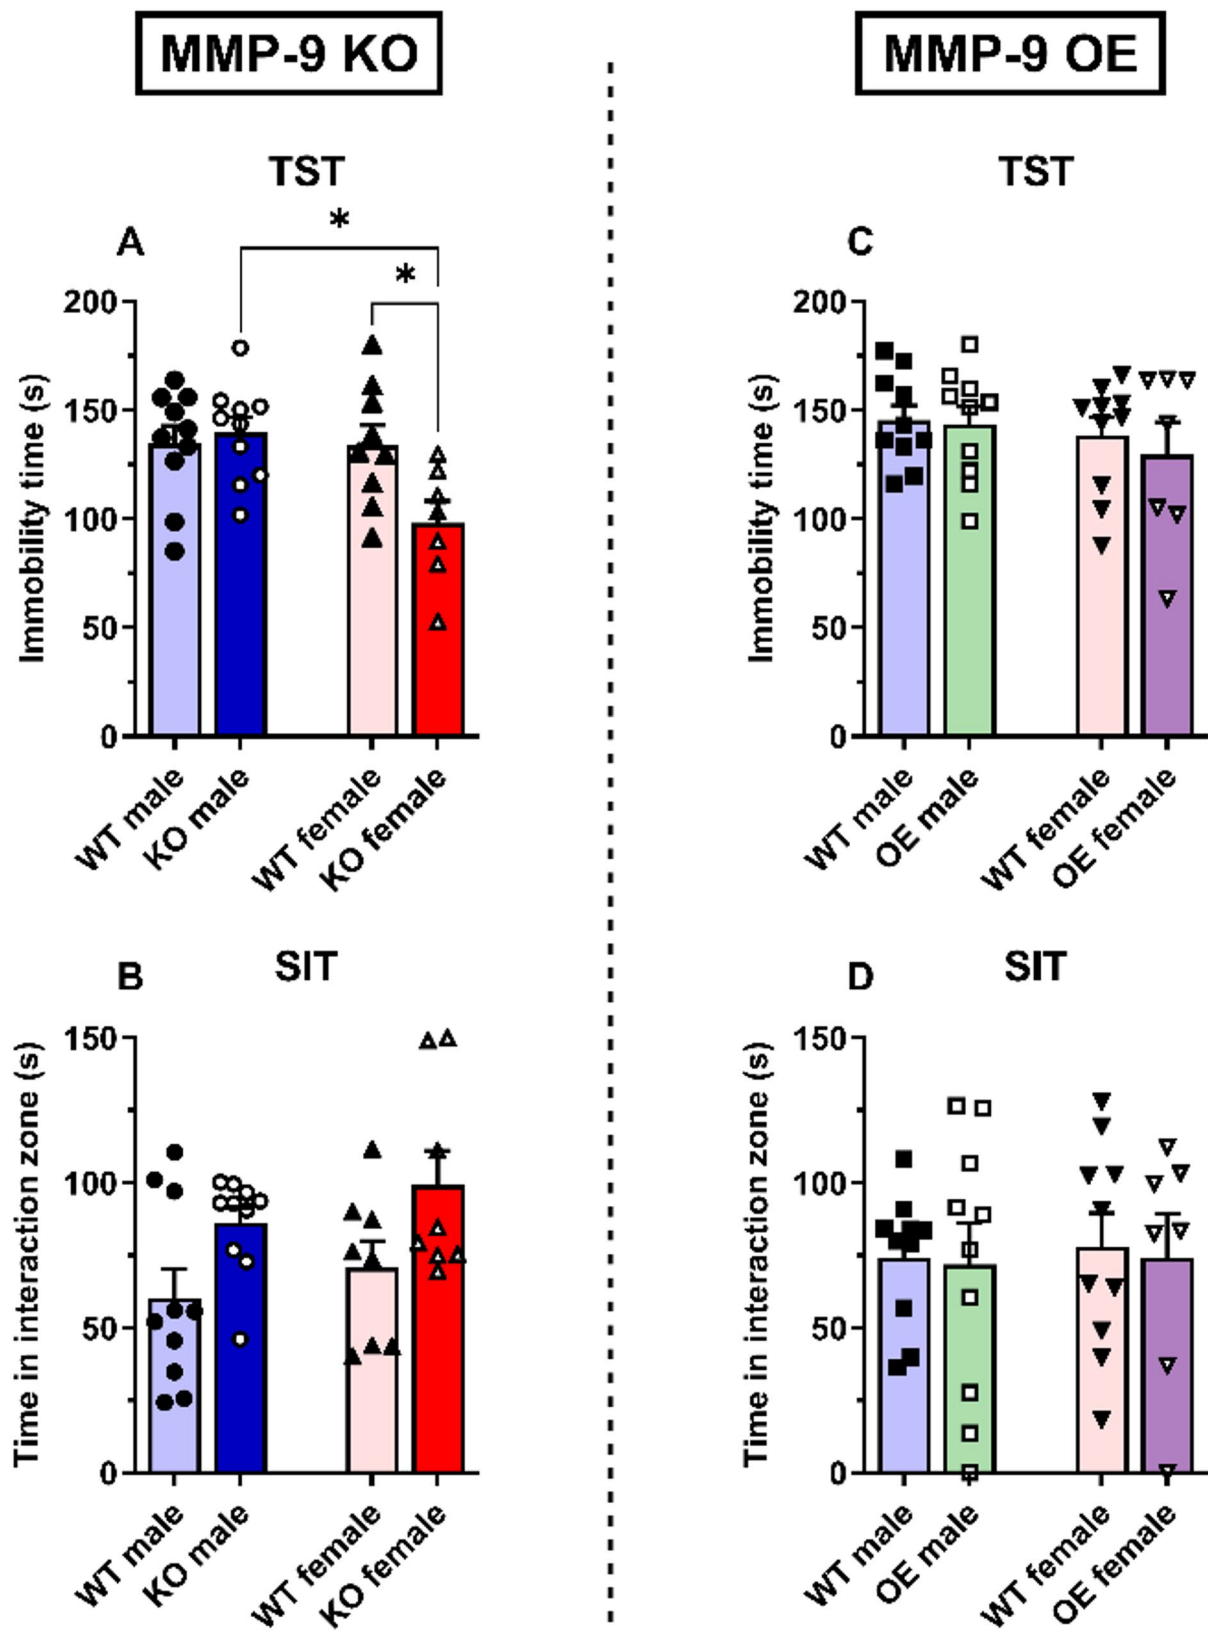 MMP-9 KO
MMP-9 OE
TST
TST
A
*
*
C
200
150
100
50
0
Immobility time (s)
WT male
KO male
WT female
KO female
200
150
100
50
0
Immobility time (s)
WT male
OE male
WT female
OE female
B
SIT
D
SIT
150
100
50
0
Time in interaction zone (s)
WT male
KO male
WT female
KO female
150
100
50
0
Time in interaction zone (s)
WT male
OE male
WT female
OE female